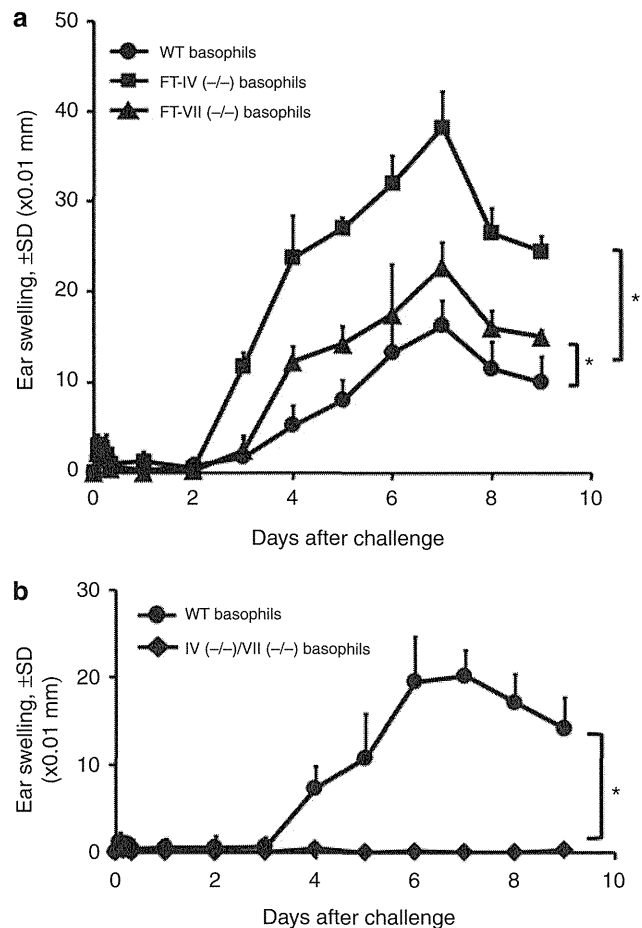 a
50
40
30
20
10
0
Ear swelling, ±SD (x0.01 mm)
WT basophils
FT-IV (–/–) basophils
FT-VII (–/–) basophils
*
*
0 2 4 6 8 10
Days after challenge
b
30
20
10
0
Ear swelling, ±SD
(x0.01 mm)
WT basophils
IV (–/–)/VII (–/–) basophils
*
0 2 4 6 8 10
Days after challenge